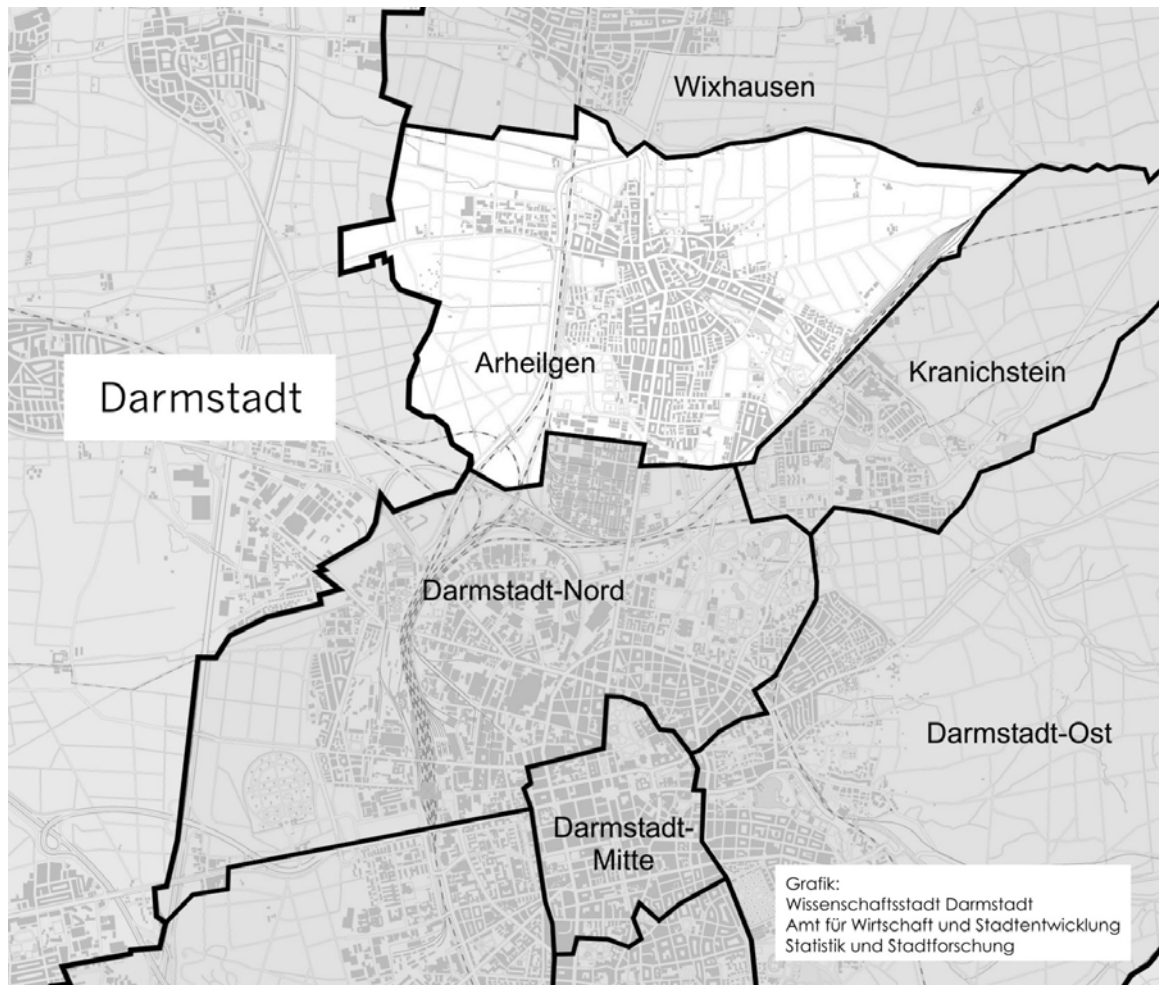 Wixhausen
Arheilgen
Kranichstein
Darmstadt
Darmstadt-Nord
Darmstadt-Ost
Darmstadt-
Mitte
Grafik:
Wissenschaftsstadt Darmstadt
Amt für Wirtschaft und Stadtentwicklung
Statistik und Stadtforschung